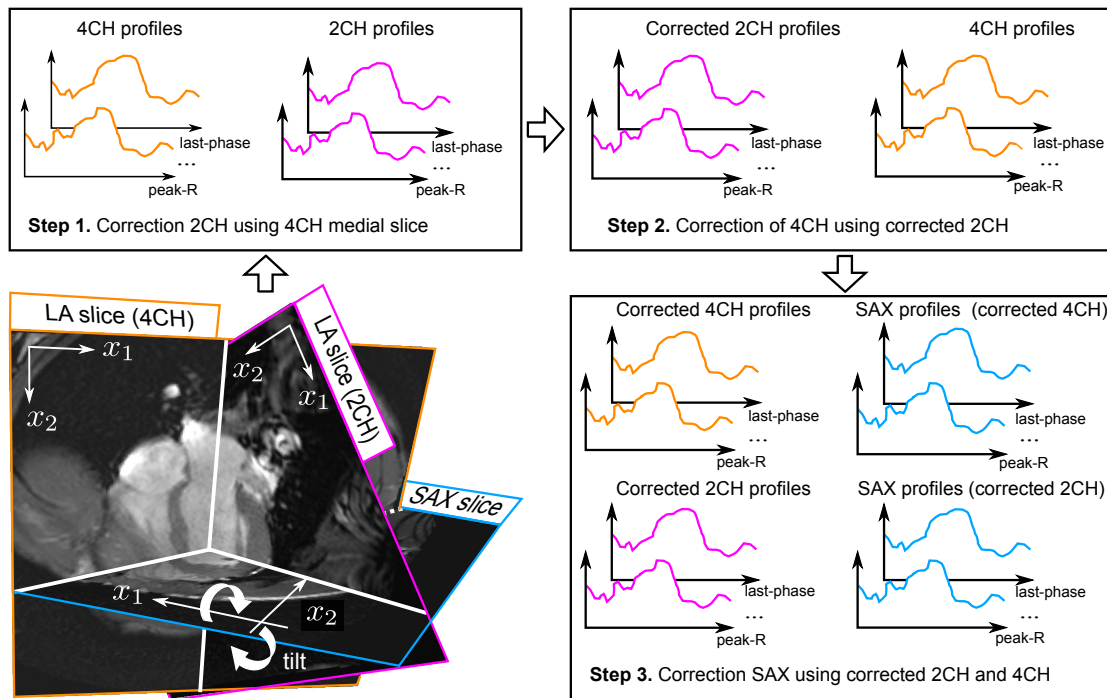 4CH profiles
2CH profiles
last-phase
...
peak-R
last-phase
...
peak-R
Step 1. Correction 2CH using 4CH medial slice
Corrected 2CH profiles
4CH profiles
last-phase
...
peak-R
last-phase
...
peak-R
Step 2. Correction of 4CH using corrected 2CH
LA slice (4CH)
x1
x2
LA slice (2CH)
x2
x1
SAX slice
x1
x2
tilt
Corrected 4CH profiles
SAX profiles (corrected 4CH)
last-phase
...
peak-R
last-phase
...
peak-R
Corrected 2CH profiles
SAX profiles (corrected 2CH)
last-phase
...
peak-R
last-phase
...
peak-R
Step 3. Correction SAX using corrected 2CH and 4CH